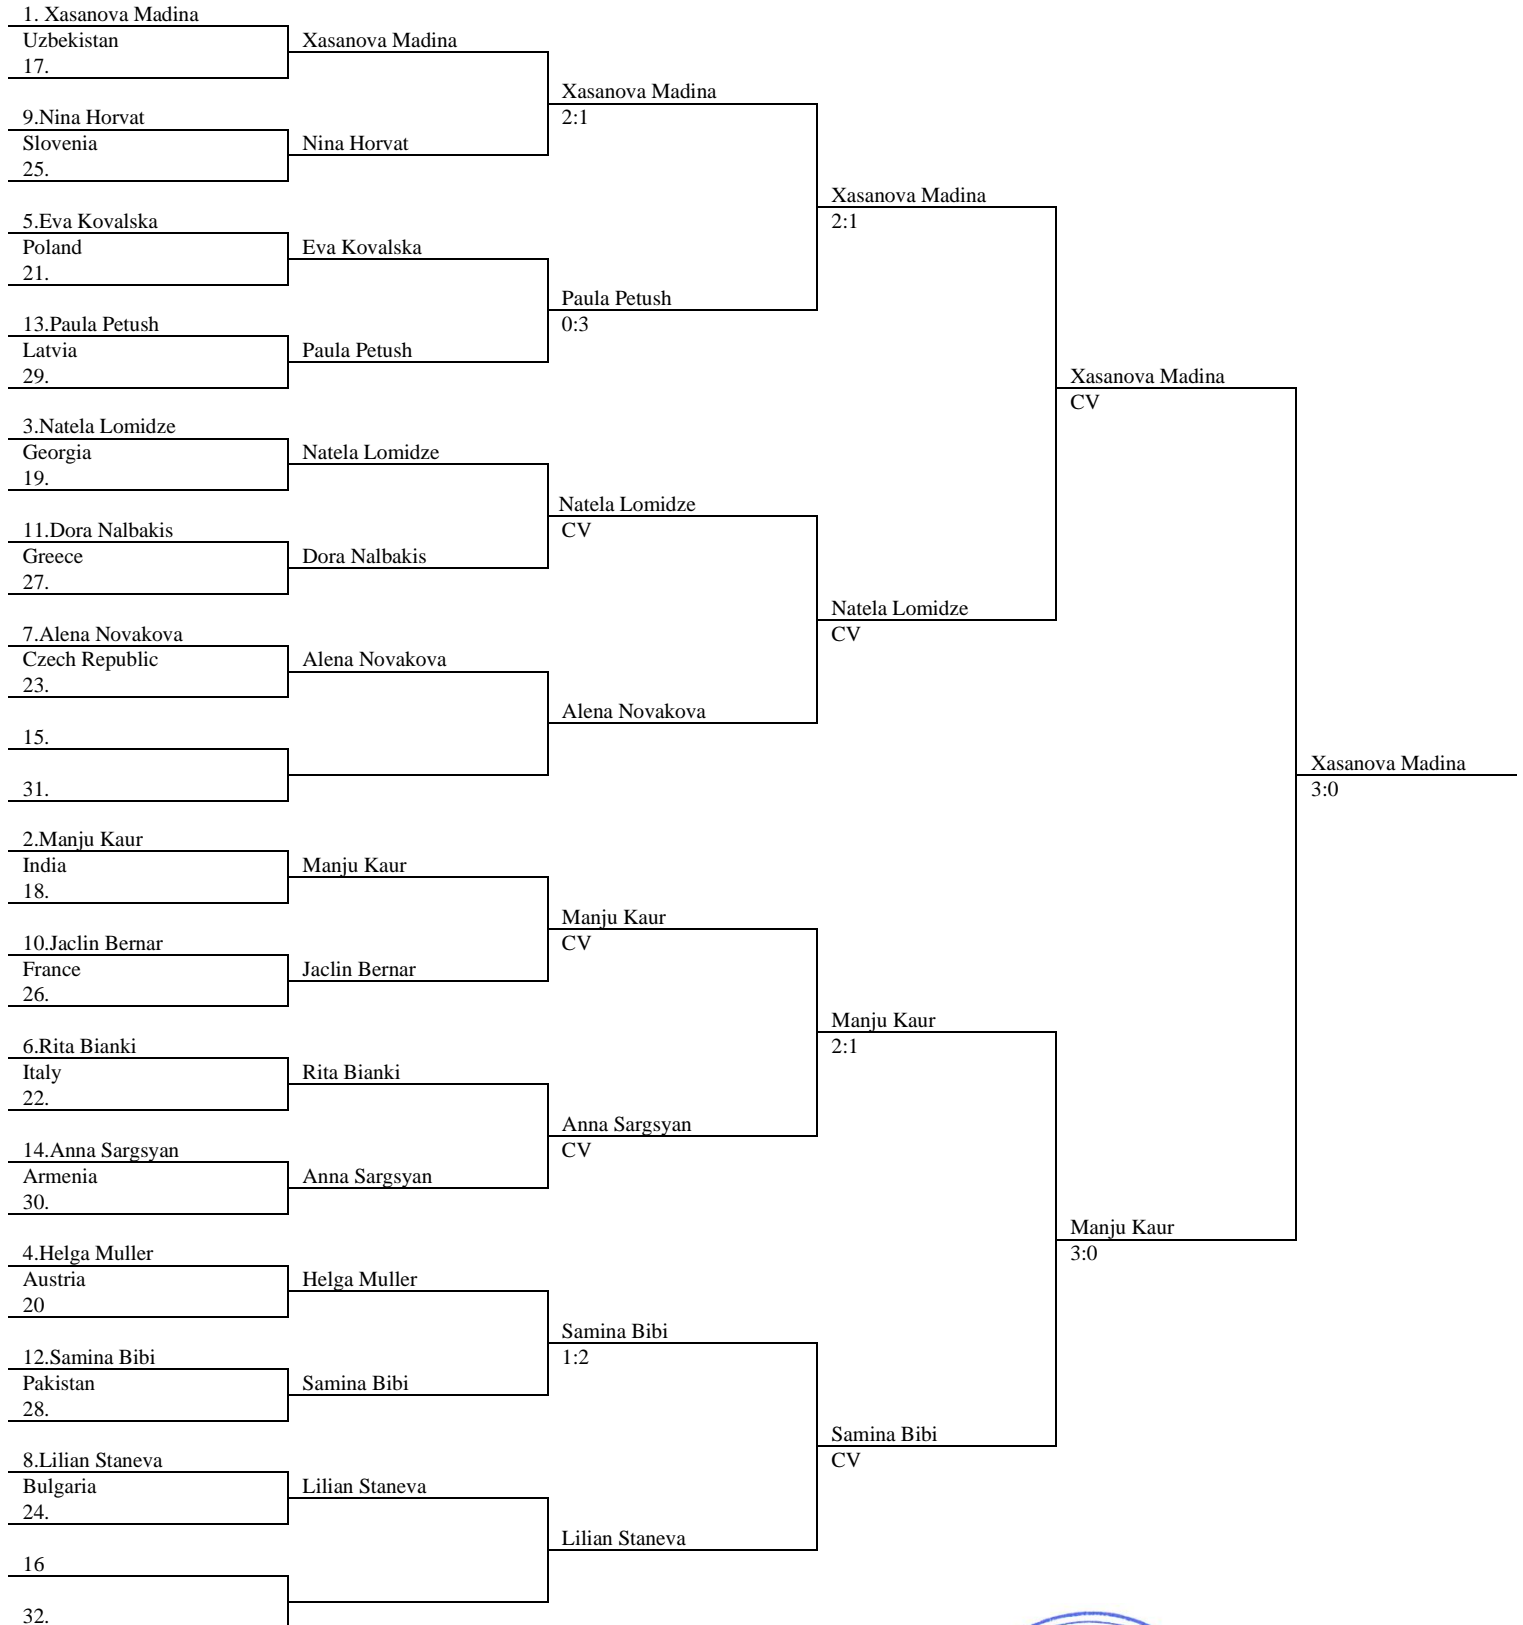 1. Xasanova Madina
Uzbekistan
17.
9.Nina Horvat
Slovenia
25.
5.Eva Kovalska
Poland
21.
13.Paula Petush
Latvia
29.
3.Natela Lomidze
Georgia
19.
11.Dora Nalbakis
Greece
27.
7.Alena Novakova
Czech Republic
23.
15.
31.
2.Manju Kaur
India
18.
10.Jaclin Bernar
France
26.
6.Rita Bianki
Italy
22.
14.Anna Sargsyan
Armenia
30.
4.Helga Muller
Austria
20
12.Samina Bibi
Pakistan
28.
8.Lilian Staneva
Bulgaria
24.
16
32.
Xasanova Madina
Nina Horvat
Eva Kovalska
Paula Petush
Natela Lomidze
Dora Nalbakis
Alena Novakova
Manju Kaur
Jaclin Bernar
Rita Bianki
Anna Sargsyan
Helga Muller
Samina Bibi
Lilian Staneva
Xasanova Madina
2:1
Paula Petush
0:3
Natela Lomidze
CV
Alena Novakova
Manju Kaur
CV
Anna Sargsyan
CV
Samina Bibi
1:2
Lilian Staneva
Xasanova Madina
2:1
Natela Lomidze
CV
Manju Kaur
2:1
Samina Bibi
CV
Xasanova Madina
CV
Manju Kaur
3:0
Xasanova Madina
3:0